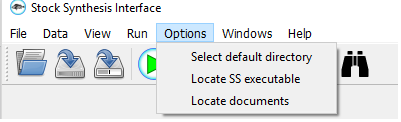 Stock Synthesis Interface
File Data View Run Options Windows Help
Select default directory
Locate SS executable
Locate documents